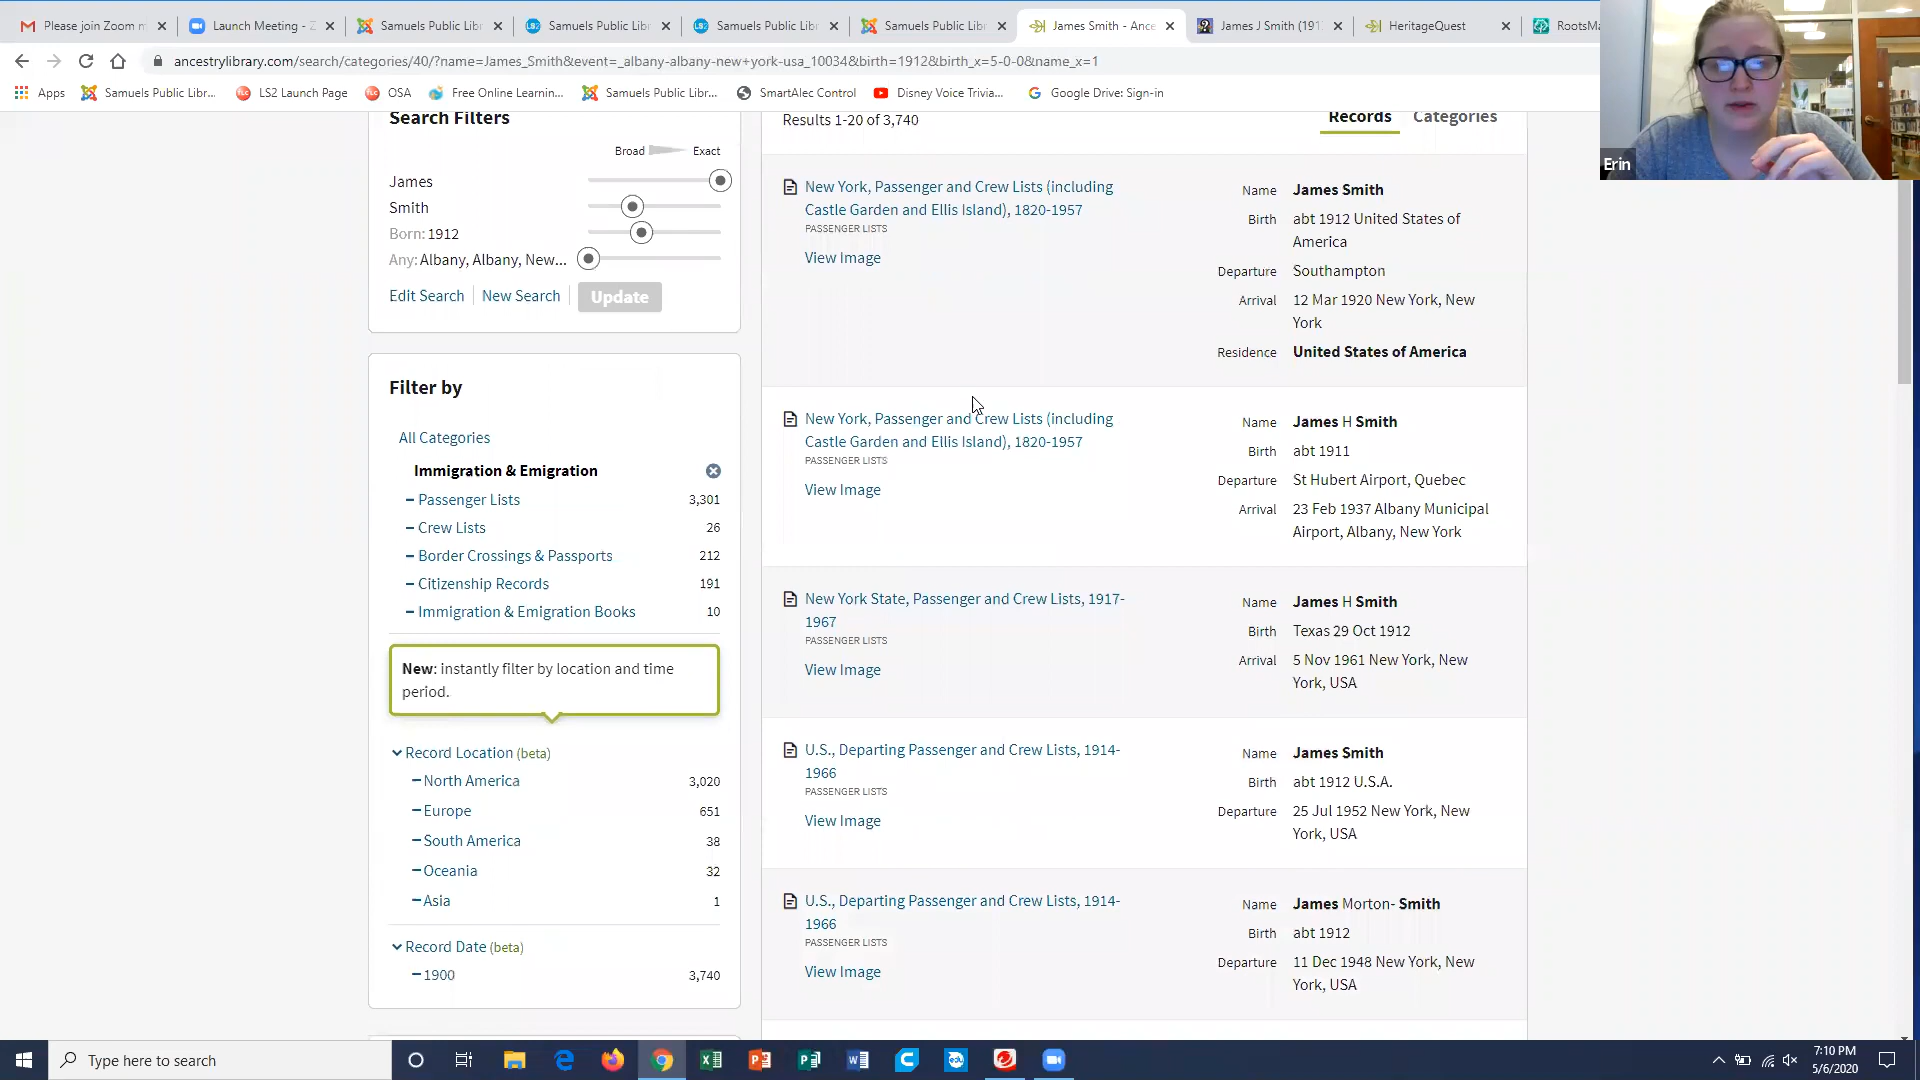 Please join Zoom m
Launch Meeting - Z
Samuels Public Libr
Samuels Public Libr
Samuels Public Libr
Samuels Public Libr
James Smith - Ance
James J Smith (191
HeritageQuest
RootsMa
ancestrylibrary.com/search/categories/40/?name=James_Smith&event=_albany-albany-new+york-usa_10034&birth=1912&birth_x=5-0-0&name_x=1
Apps
Samuels Public Libr...
LS2 Launch Page
OSA
Free Online Learnin...
Samuels Public Libr...
SmartAlec Control
Disney Voice Trivia...
Google Drive: Sign-in
Erin
Search Filters
Broad Exact
James
Smith
Born: 1912
Any: Albany, Albany, New...
Edit Search New Search Update
Filter by
All Categories
Immigration & Emigration
Passenger Lists 3,301
Crew Lists 26
Border Crossings & Passports 212
Citizenship Records 191
Immigration & Emigration Books 10
New: instantly filter by location and time
period.
Record Location (beta)
North America 3,020
Europe 651
South America 38
Oceania 32
Asia 1
Record Date (beta)
1900 3,740
Results 1-20 of 3,740
Records Categories
New York, Passenger and Crew Lists (including
Castle Garden and Ellis Island), 1820-1957
PASSENGER LISTS
View Image
Name James Smith
Birth abt 1912 United States of
America
Departure Southampton
Arrival 12 Mar 1920 New York, New
York
Residence United States of America
New York, Passenger and Crew Lists (including
Castle Garden and Ellis Island), 1820-1957
PASSENGER LISTS
View Image
Name James H Smith
Birth abt 1911
Departure St Hubert Airport, Quebec
Arrival 23 Feb 1937 Albany Municipal
Airport, Albany, New York
New York State, Passenger and Crew Lists, 1917-
1967
PASSENGER LISTS
View Image
Name James H Smith
Birth Texas 29 Oct 1912
Arrival 5 Nov 1961 New York, New
York, USA
U.S., Departing Passenger and Crew Lists, 1914-
1966
PASSENGER LISTS
View Image
Name James Smith
Birth abt 1912 U.S.A.
Departure 25 Jul 1952 New York, New
York, USA
U.S., Departing Passenger and Crew Lists, 1914-
1966
PASSENGER LISTS
View Image
Name James Morton- Smith
Birth abt 1912
Departure 11 Dec 1948 New York, New
York, USA
Type here to search
7:10 PM
5/6/2020